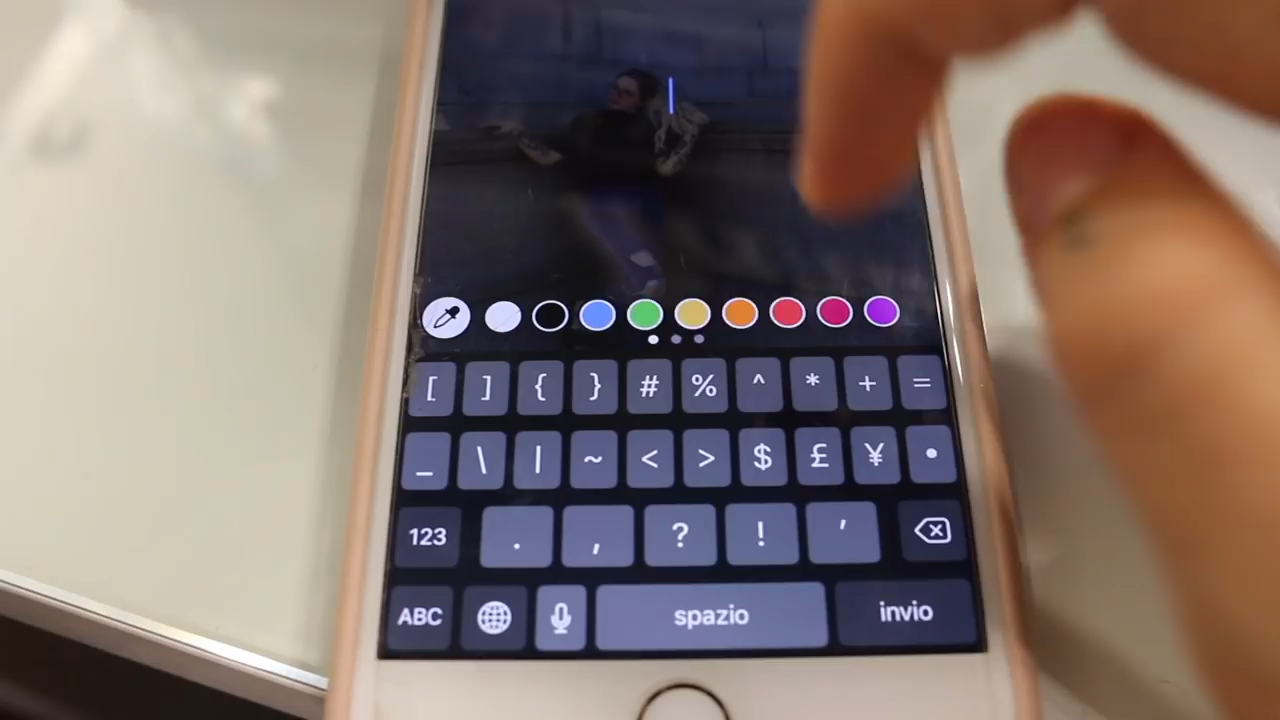 [ ] { } # % ^ * + =
_ \ | ~ < > $ £ ¥ •
123 . , ? ! ’
ABC spazio invio